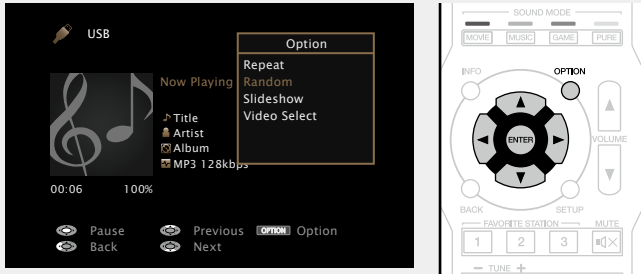 USB
Option
Repeat
Random
Slideshow
Video Select
Now Playing
Title
Artist
Album
MP3 128kbps
00:06 100%
Pause Previous OPTION Option
Back Next
SOUND MODE
MOVIE MUSIC GAME PURE
INFO OPTION
ENTER
VOLUME
BACK SETUP
FAVORITE STATION MUTE
1 2 3
TUNE